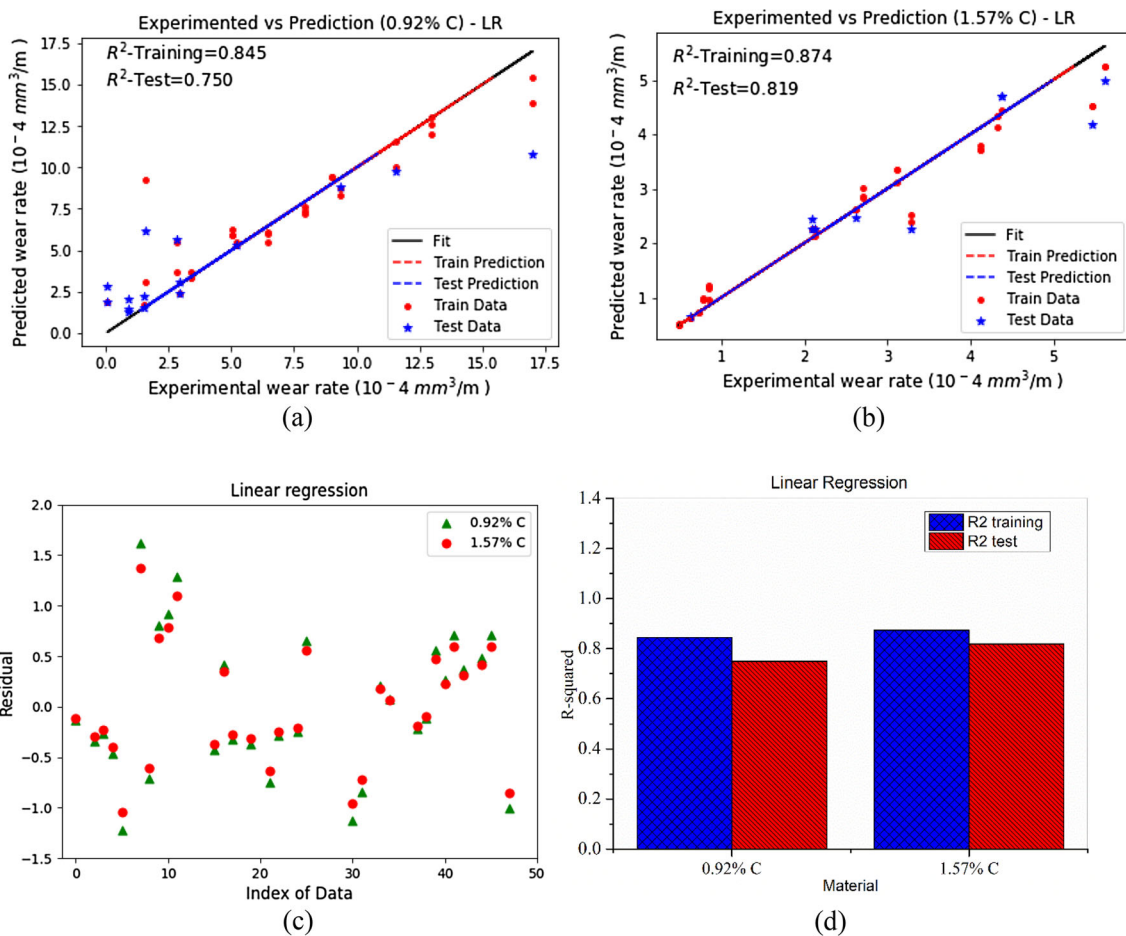 Experimented vs Prediction (0.92% C) - LR
R²-Training=0.845
R²-Test=0.750
Predicted wear rate (10⁻ 4 mm³/m )
17.5
15.0
12.5
10.0
7.5
5.0
2.5
0.0
Fit
Train Prediction
Test Prediction
Train Data
Test Data
0.0 2.5 5.0 7.5 10.0 12.5 15.0 17.5
Experimental wear rate (10⁻ 4 mm³/m )
(a)
Experimented vs Prediction (1.57% C) - LR
R²-Training=0.874
R²-Test=0.819
Predicted wear rate (10⁻ 4 mm³/m )
5
4
3
2
1
Fit
Train Prediction
Test Prediction
Train Data
Test Data
1 2 3 4 5
Experimental wear rate (10⁻ 4 mm³/m )
(b)
Linear regression
0.92% C
1.57% C
Residual
2.0
1.5
1.0
0.5
0.0
−0.5
−1.0
−1.5
0 10 20 30 40 50
Index of Data
(c)
Linear Regression
R2 training
R2 test
R-squared
1.4
1.2
1.0
0.8
0.6
0.4
0.2
0.0
0.92% C 1.57% C
Material
(d)